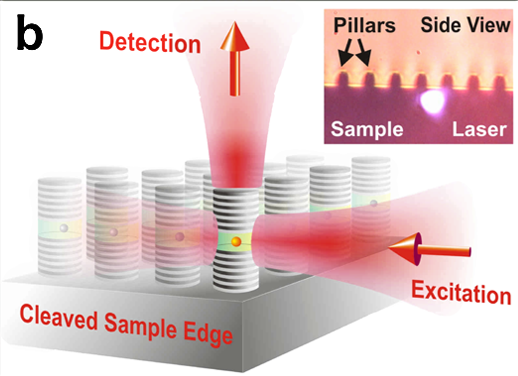 b
Detection
Pillars
Side View
Sample
Laser
Excitation
Cleaved Sample Edge